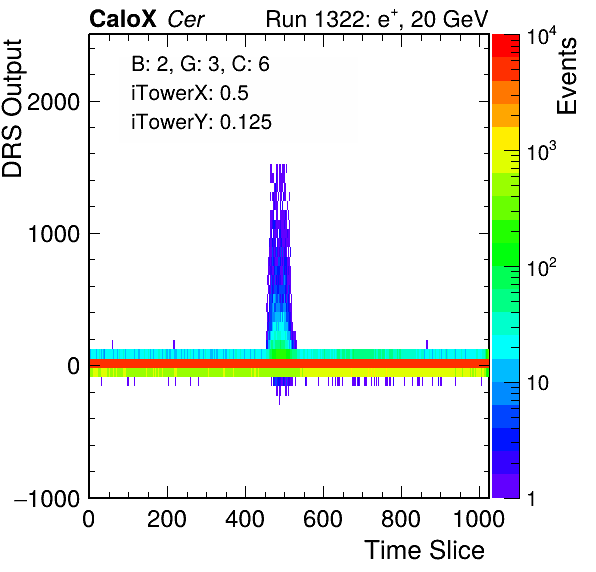 CaloX Cer Run 1322: e⁺, 20 GeV
B: 2, G: 3, C: 6
iTowerX: 0.5
iTowerY: 0.125
DRS Output
2000
1000
0
−1000
0 200 400 600 800 1000
Time Slice
10⁴
10³
10²
10
1
Events